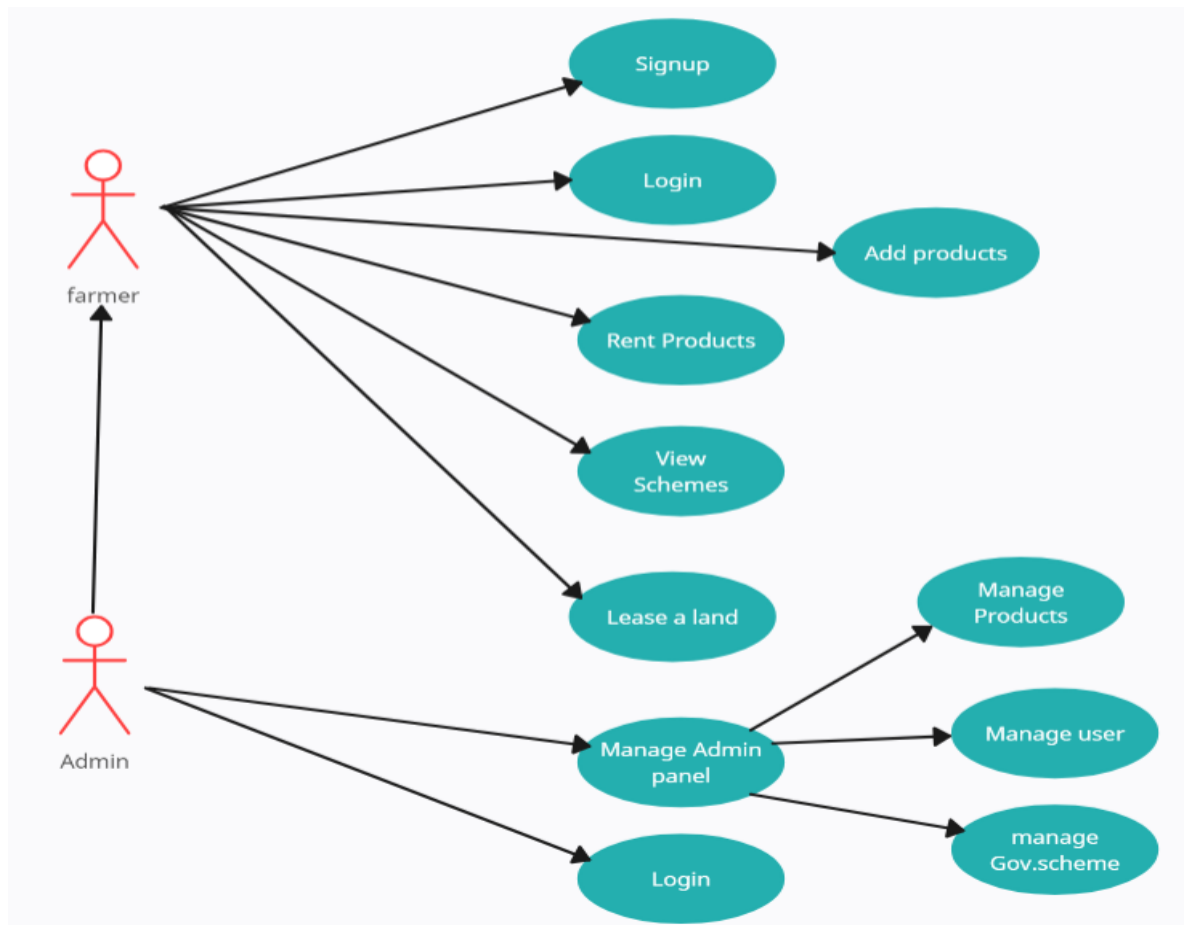 Signup
Login
Add products
farmer
Rent Products
View
Schemes
Lease a land
Manage
Products
Admin
Manage Admin
panel
Manage user
manage
Gov.scheme
Login